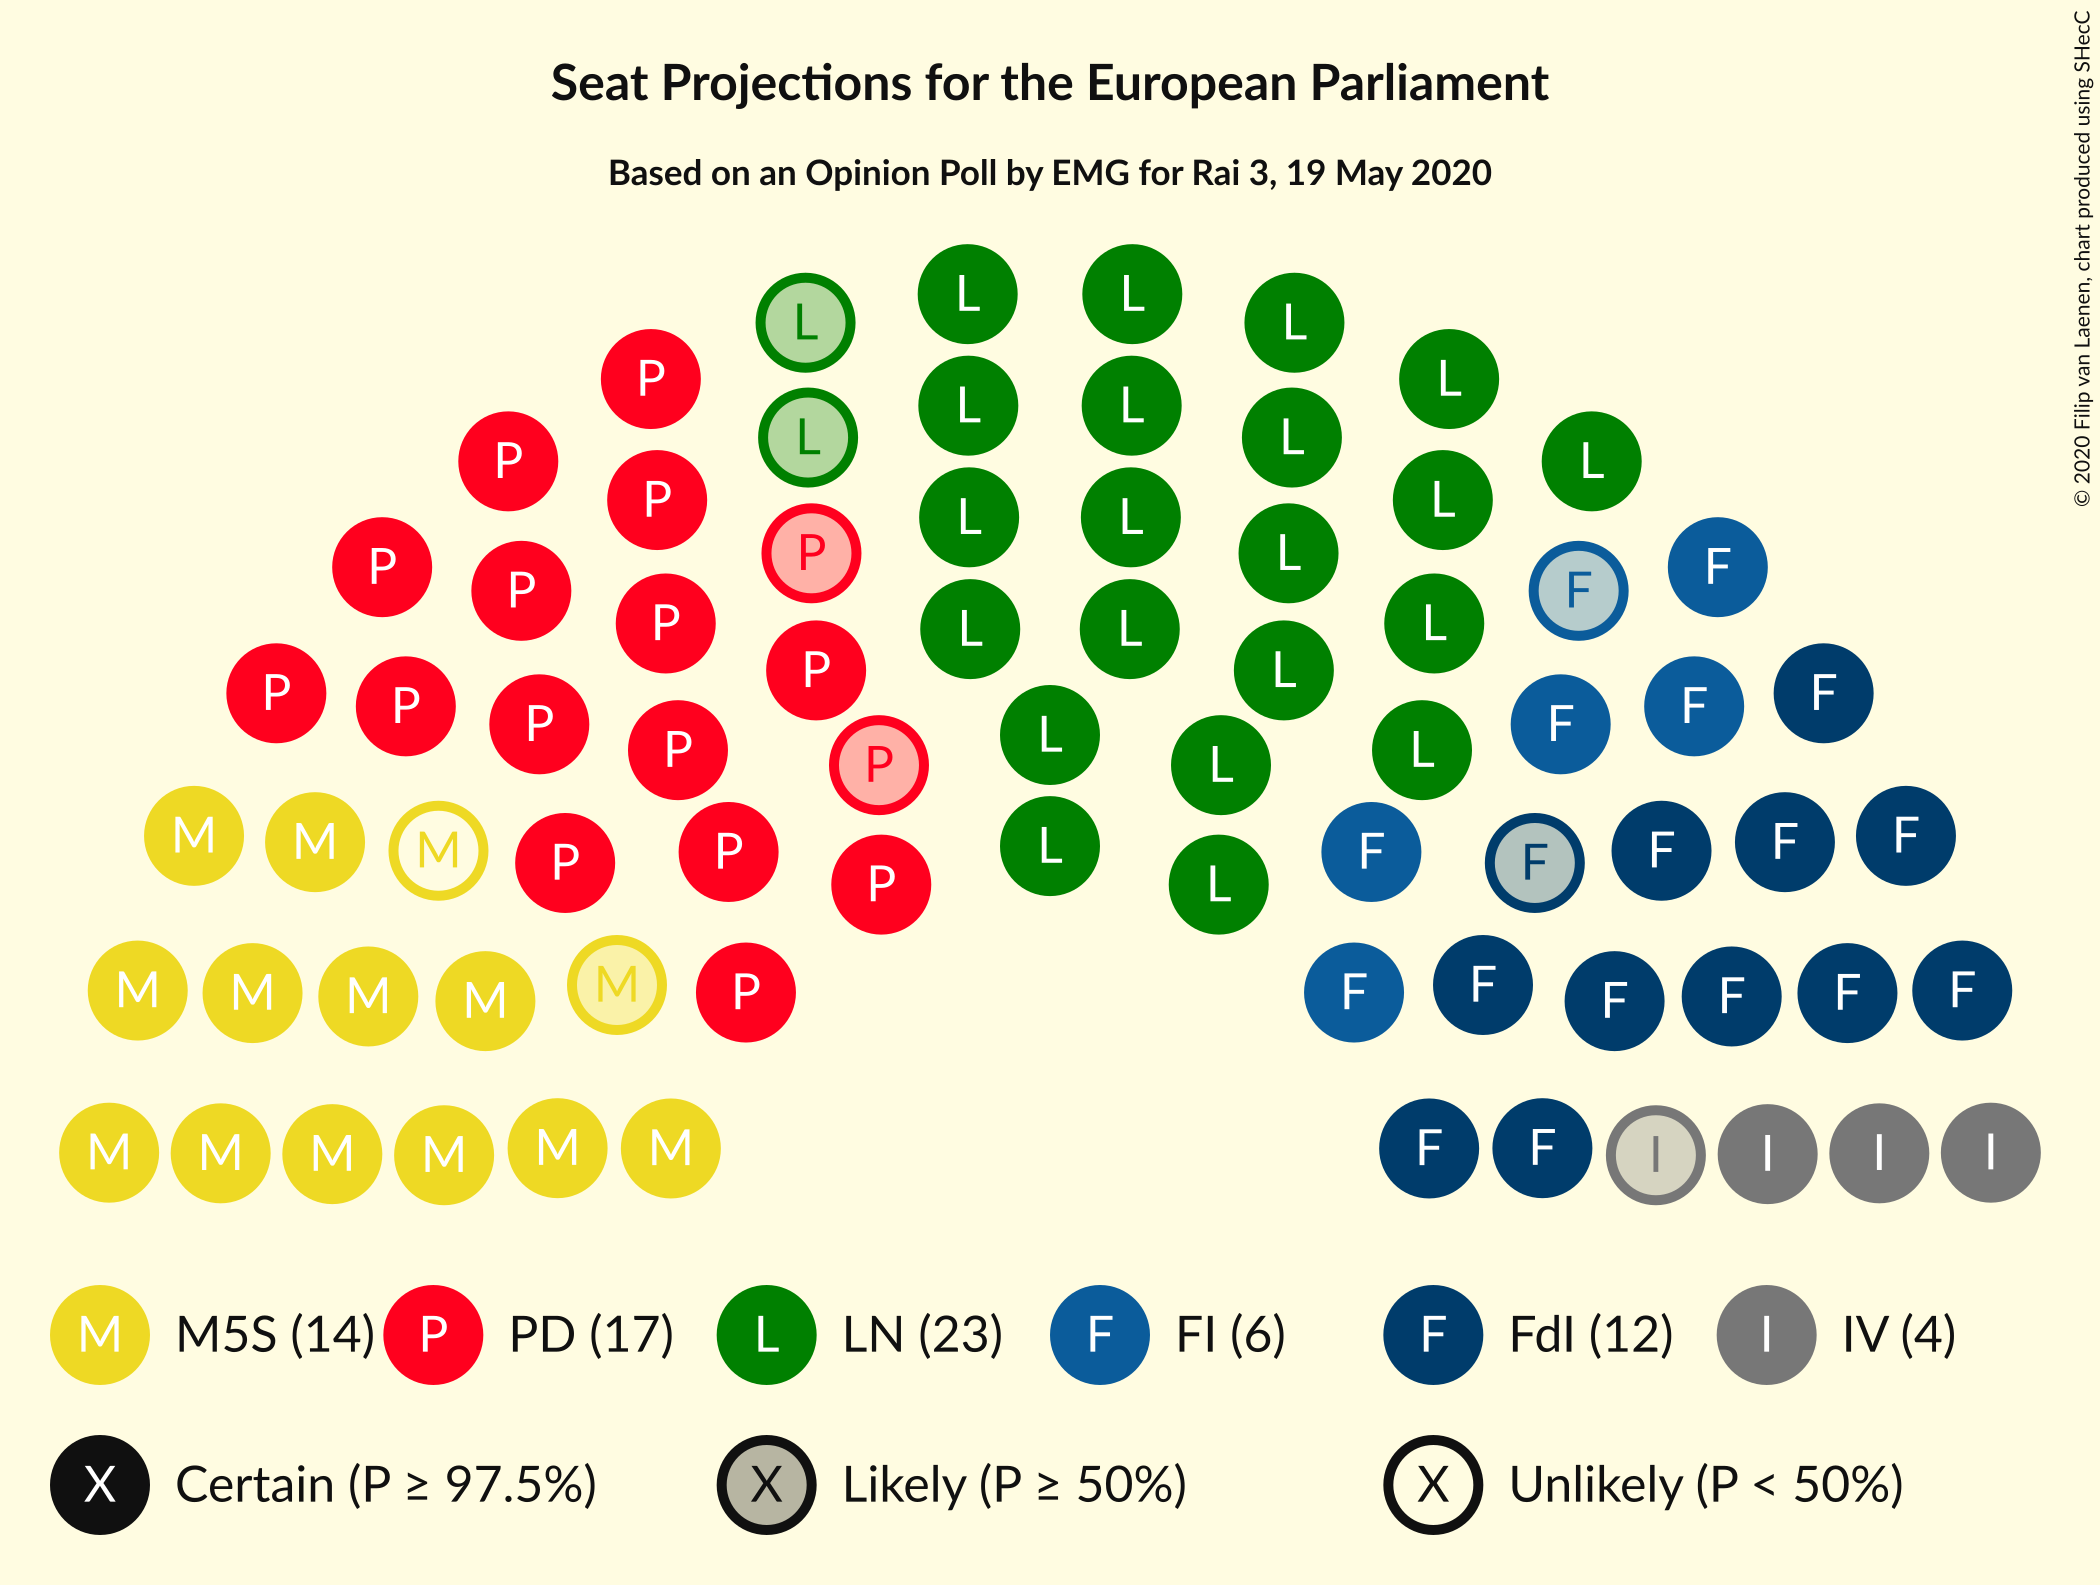 Seat Projections for the European Parliament
Based on an Opinion Poll by EMG for Rai 3, 19 May 2020
© 2020 Filip van Laenen, chart produced using SHecC
L L L L
P L
P L L L L L
P P L
P L L P L F F
P P L L
P P P L L F F F
P P L L
L P L L
M M M P P L F F F F F
P L
M M M M M P F F F F F F
M M M M M M F F I I I I
M M5S (14) P PD (17) L LN (23) F FI (6) F FdI (12) I IV (4)
X Certain (P ≥ 97.5%) X Likely (P ≥ 50%) X Unlikely (P < 50%)